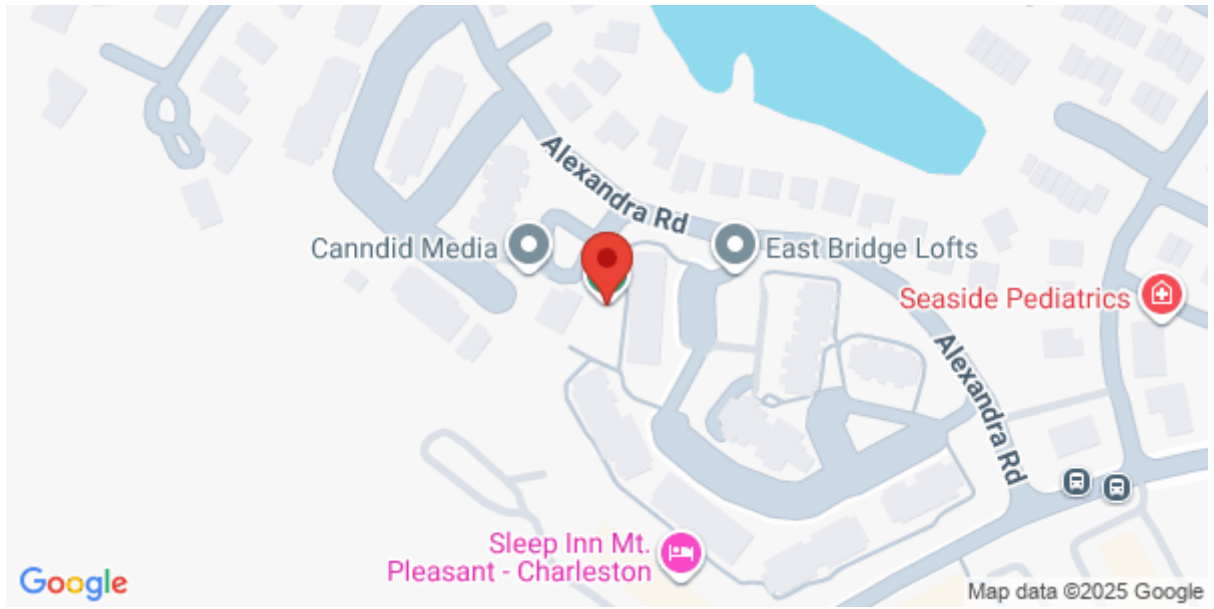 Alexandra Rd
Canndid Media
East Bridge Lofts
Seaside Pediatrics
Alexandra Rd
Sleep Inn Mt.
Pleasant - Charleston
Google
Map data ©2025 Google